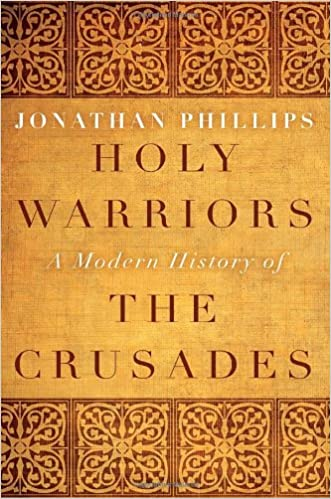 JONATHAN PHILLIPS
HOLY
WARRIORS
A Modern History of
THE
CRUSADES